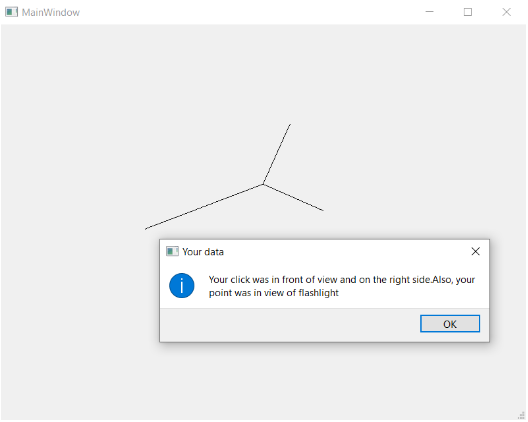 MainWindow
Your data
Your click was in front of view and on the right side.Also, your
point was in view of flashlight
OK